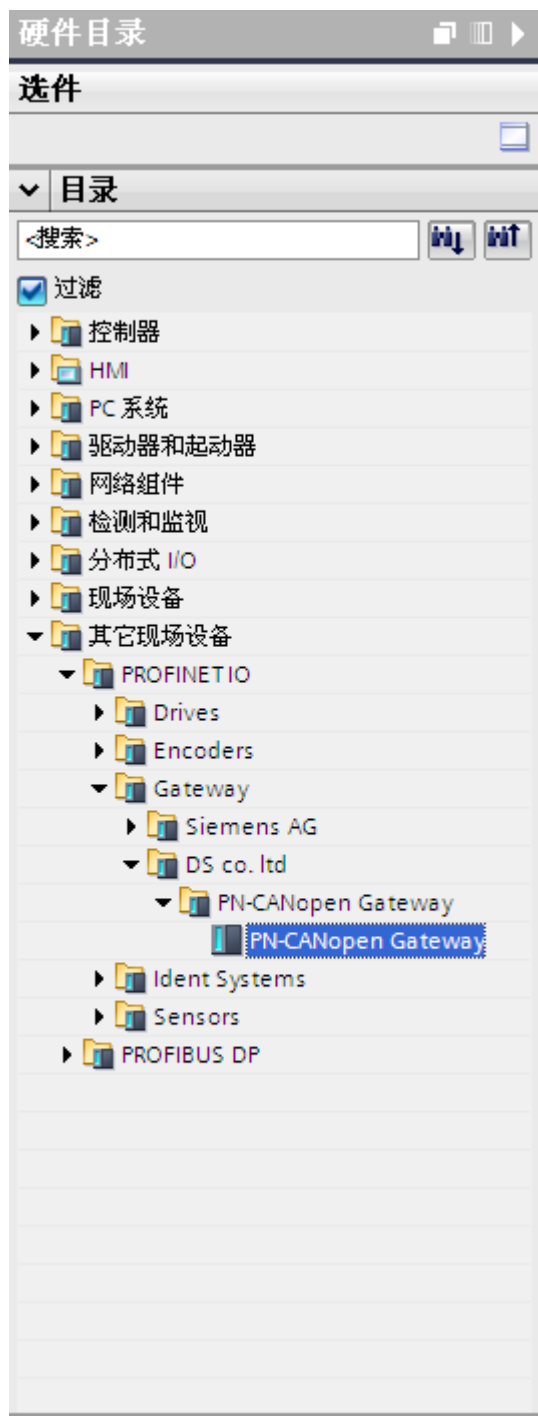 硬件目录
选件
目录
<搜索>
过滤
控制器
HMI
PC 系统
驱动器和起动器
网络组件
检测和监视
分布式 I/O
现场设备
其它现场设备
PROFINET IO
Drives
Encoders
Gateway
Siemens AG
DS co. ltd
PN-CANopen Gateway
PN-CANopen Gateway
Ident Systems
Sensors
PROFIBUS DP